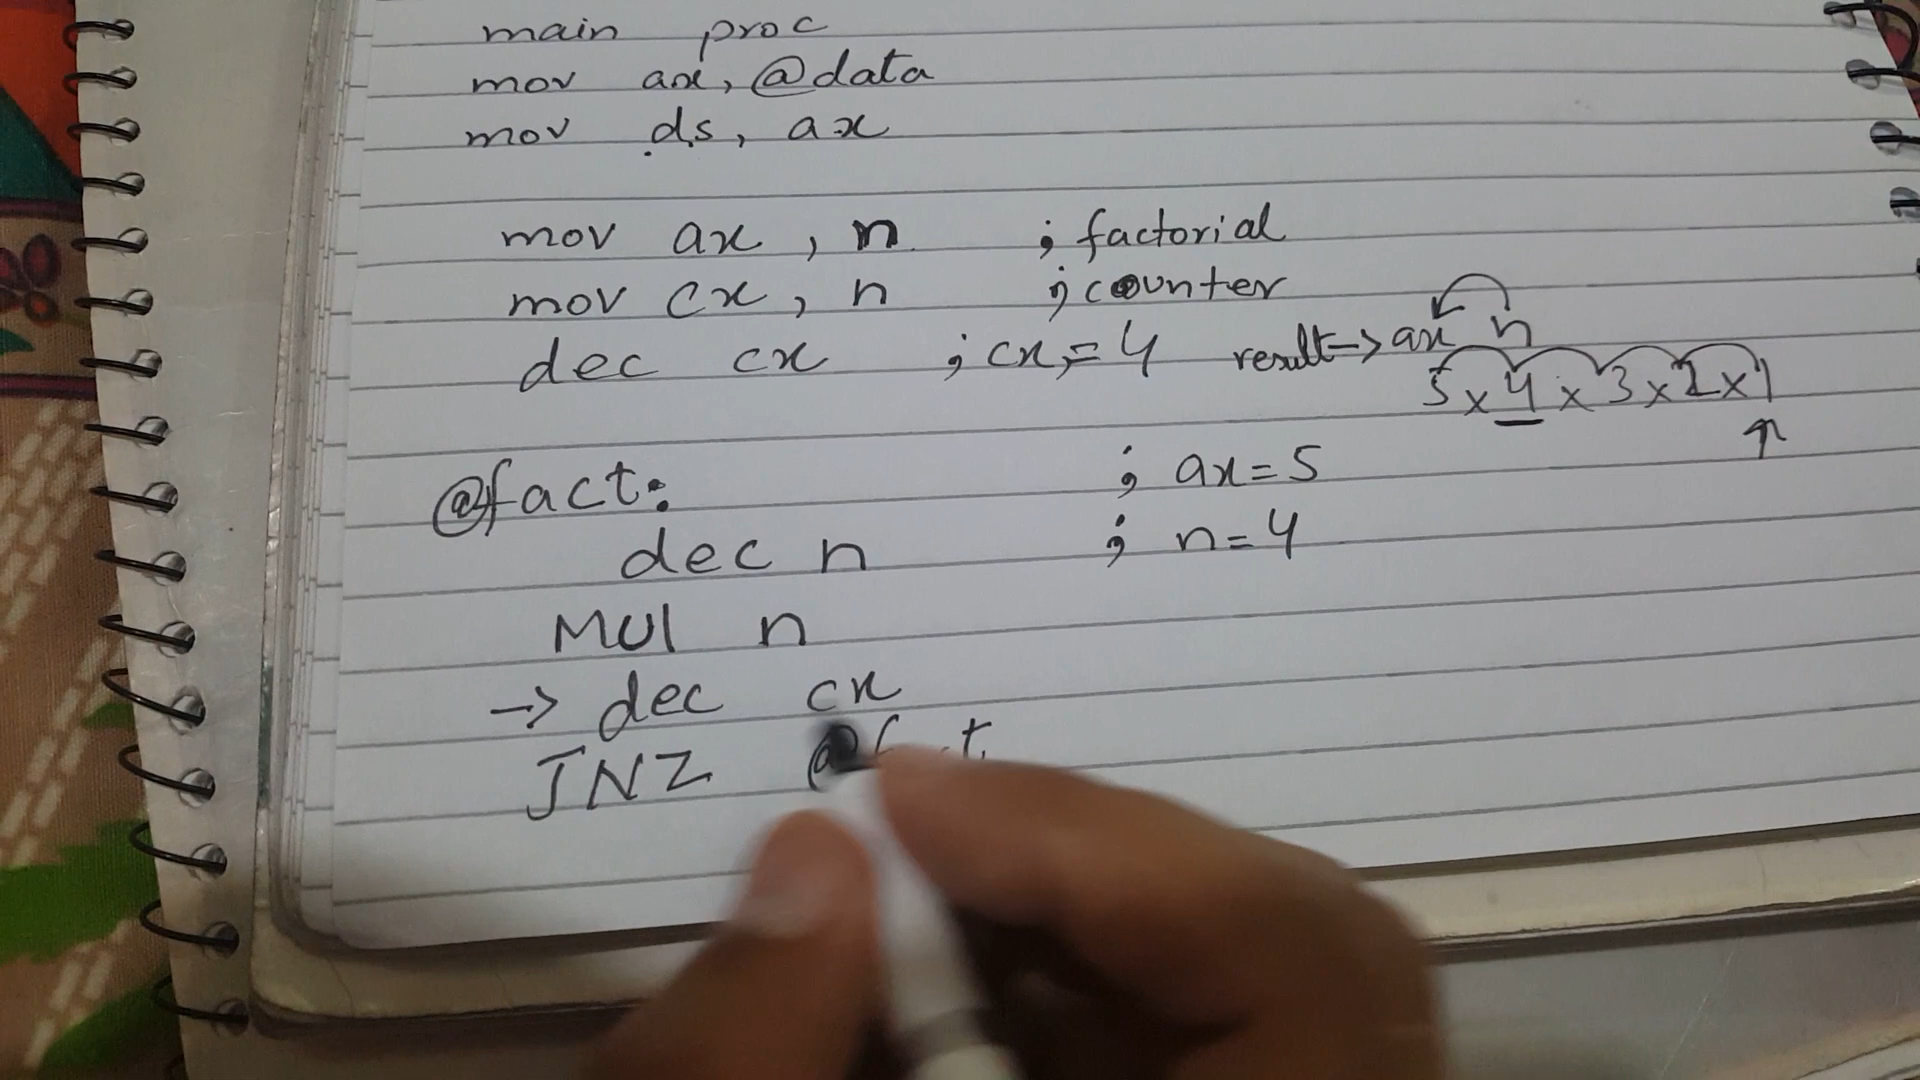 main proc
mov ax, @data
mov ds, ax
mov ax, n ; factorial
mov cx, n ; counter
dec cx ; cx = 4 result -> ax n
5 x 4 x 3 x 2 x 1
@fact: ; ax = 5
dec n ; n = 4
MUl n
-> dec cx
JNZ